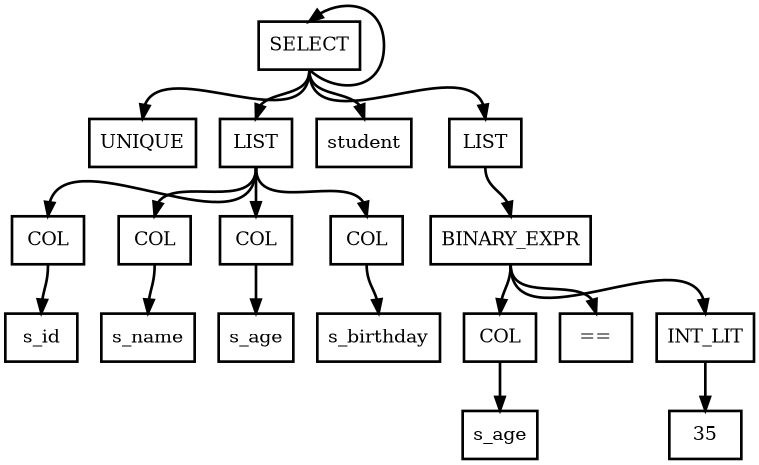 SELECT
UNIQUE
LIST
student
LIST
COL
COL
COL
COL
BINARY_EXPR
s_id
s_name
s_age
s_birthday
COL
==
INT_LIT
s_age
35